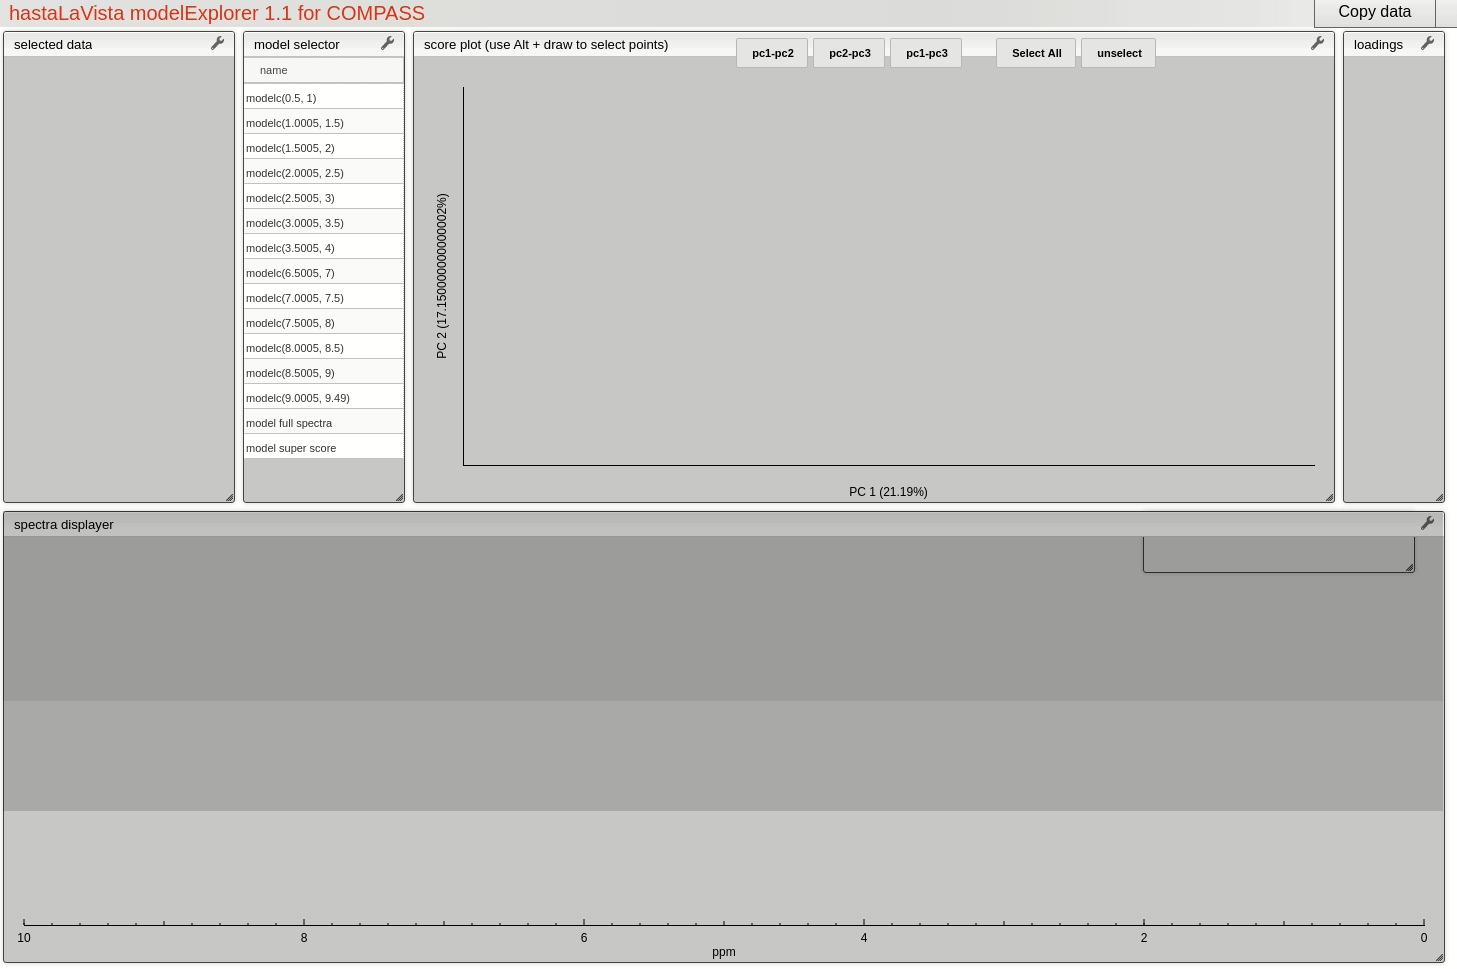 hastaLaVista modelExplorer 1.1 for COMPASS
Copy data
selected data
model selector
name
modelc(0.5, 1)
modelc(1.0005, 1.5)
modelc(1.5005, 2)
modelc(2.0005, 2.5)
modelc(2.5005, 3)
modelc(3.0005, 3.5)
modelc(3.5005, 4)
modelc(6.5005, 7)
modelc(7.0005, 7.5)
modelc(7.5005, 8)
modelc(8.0005, 8.5)
modelc(8.5005, 9)
modelc(9.0005, 9.49)
model full spectra
model super score
score plot (use Alt + draw to select points)
pc1-pc2
pc2-pc3
pc1-pc3
Select All
unselect
PC 2 (17.150000000000002%)
PC 1 (21.19%)
loadings
spectra displayer
10 8 6 4 2 0
ppm